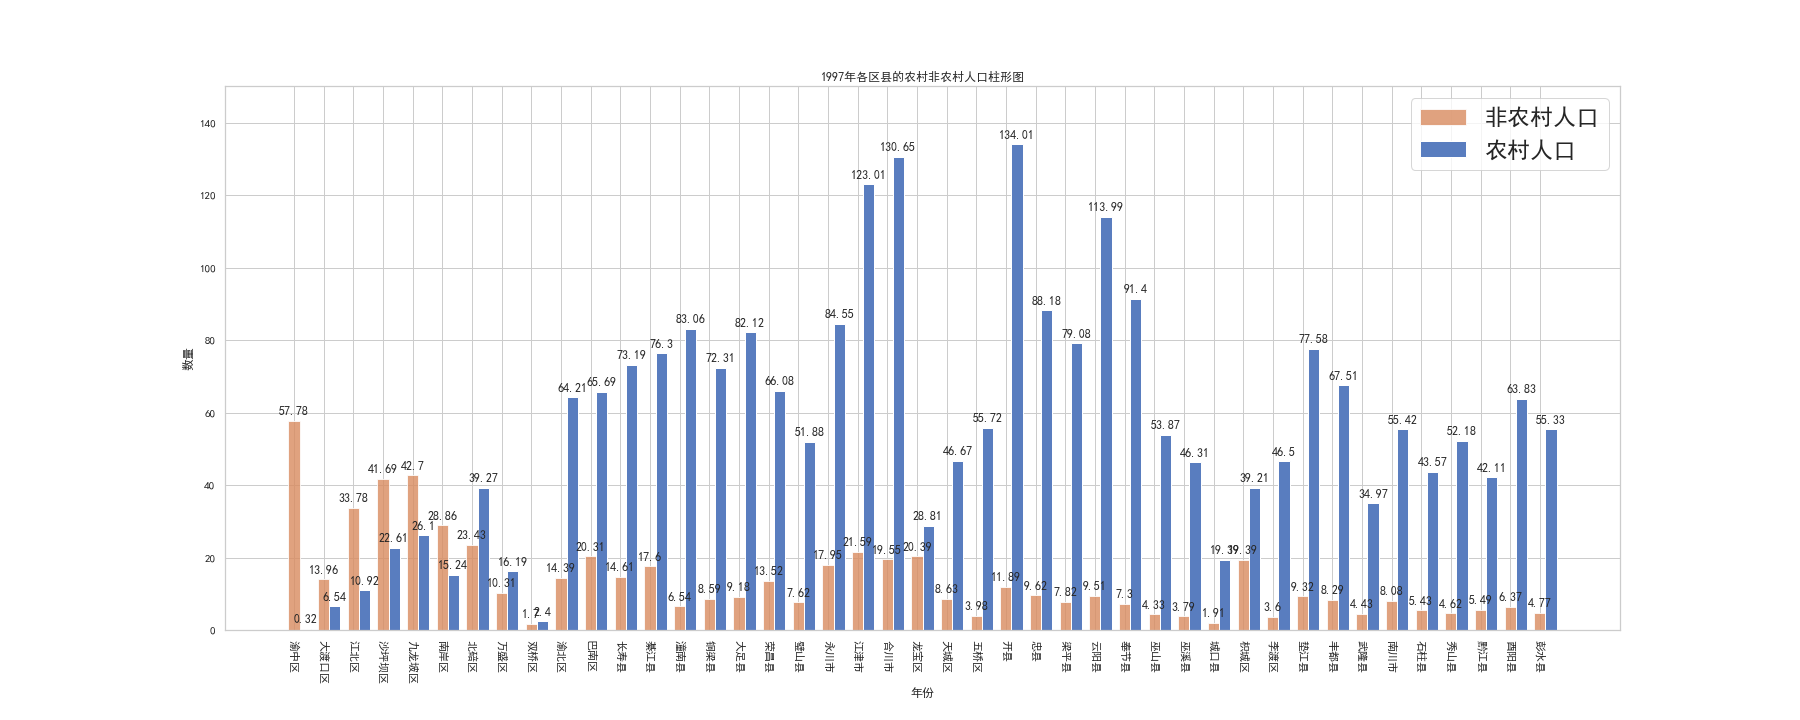 1997年各区县的农村非农村人口柱形图
非农村人口
农村人口
数量
140
120
100
80
60
40
20
0
57.78
0.32
13.96
6.54
33.78
10.92
41.69
22.61
42.7
26.1
28.86
15.24
23.43
39.27
10.31
16.19
1.7
2.4
14.39
64.21
20.31
65.69
14.61
73.19
17.6
76.3
6.54
83.06
8.59
72.31
9.18
82.12
13.52
66.08
7.62
51.88
17.95
84.55
21.59
123.01
19.55
130.65
20.39
28.81
8.63
46.67
3.98
55.72
11.89
134.01
9.62
88.18
7.82
79.08
9.51
113.99
7.3
91.4
4.33
53.87
3.79
46.31
1.91
19.39
19.39
39.21
3.6
46.5
9.32
77.58
8.29
67.51
4.43
34.97
8.08
55.42
5.43
43.57
4.62
52.18
5.49
42.11
6.37
63.83
4.77
55.33
渝中区
大渡口区
江北区
沙坪坝区
九龙坡区
南岸区
北碚区
万盛区
双桥区
渝北区
巴南区
长寿县
綦江县
潼南县
铜梁县
大足县
荣昌县
璧山县
永川市
江津市
合川市
龙宝区
天城区
五桥区
开县
忠县
梁平县
云阳县
奉节县
巫山县
巫溪县
城口县
枳城区
李渡区
垫江县
丰都县
武隆县
南川市
石柱县
秀山县
黔江县
酉阳县
彭水县
年份